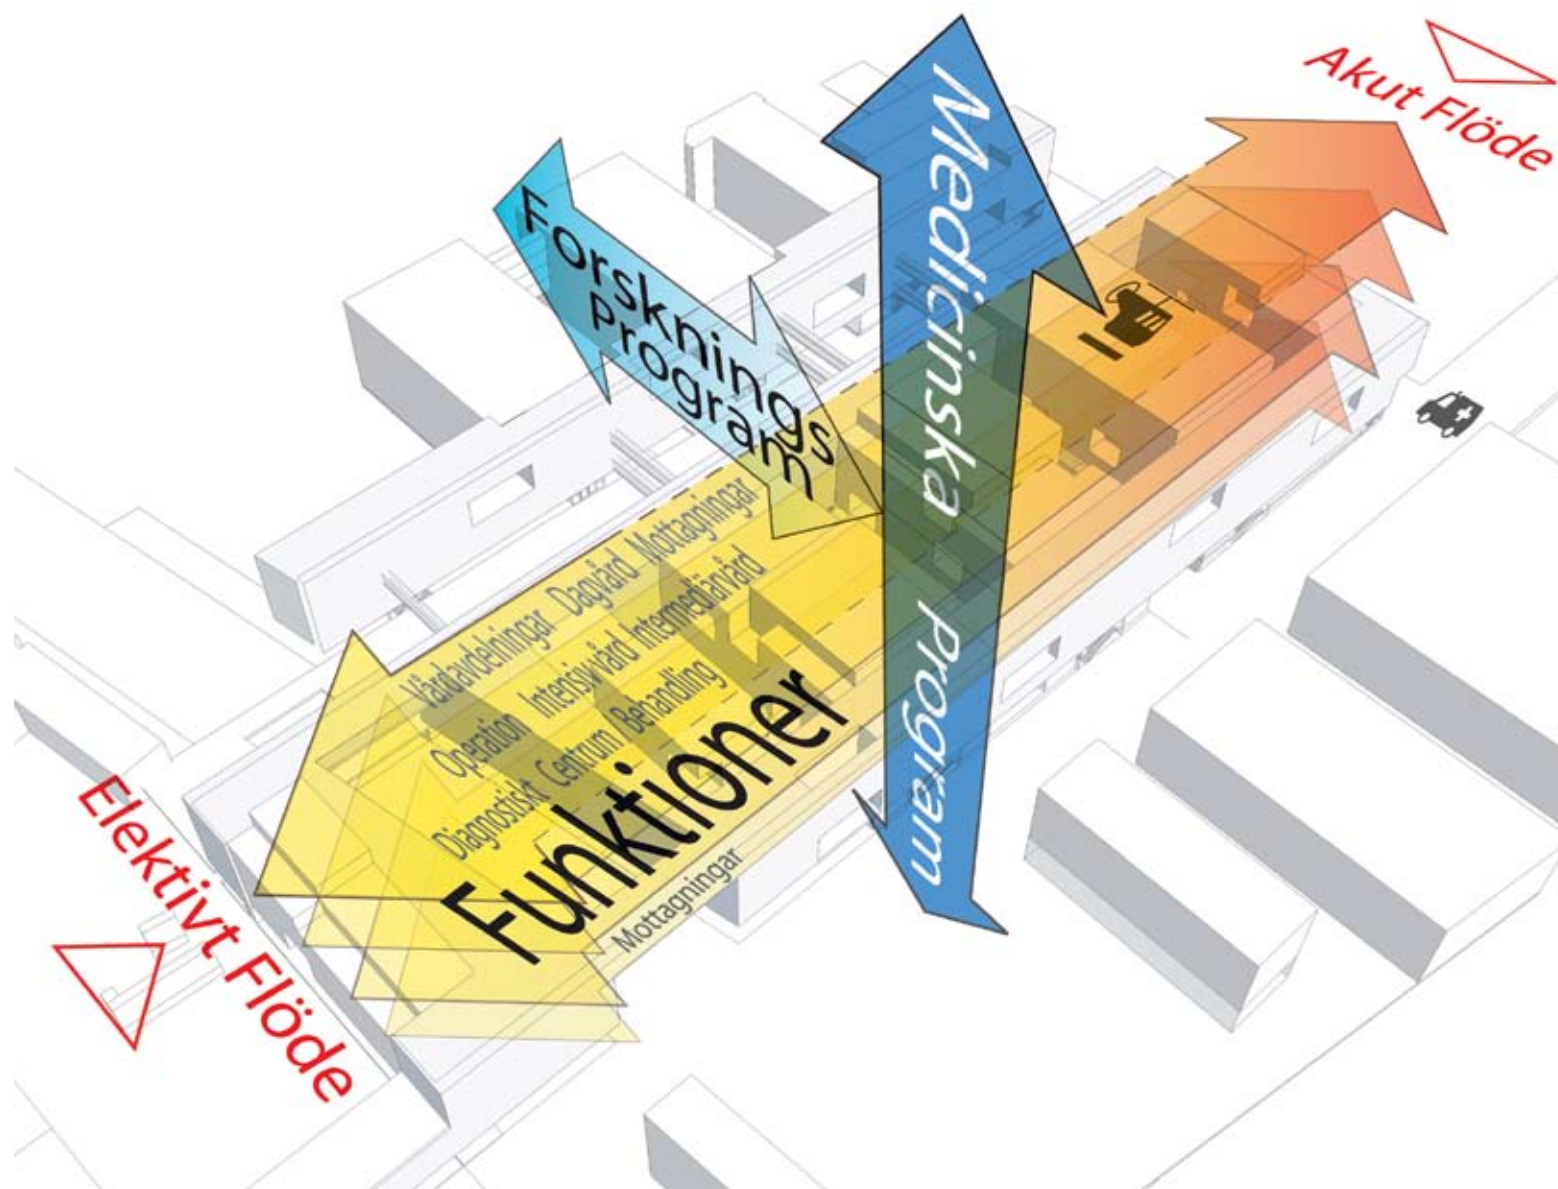 Akut Flöde
Medicinska Program
Forsknings
Program
Vårdavdelningar Dagvård Mottagningar
Operation Intensivvård Intermediärvård
Diagnostiskt Centrum Behandling
Funktioner
Mottagningar
Elektivt Flöde